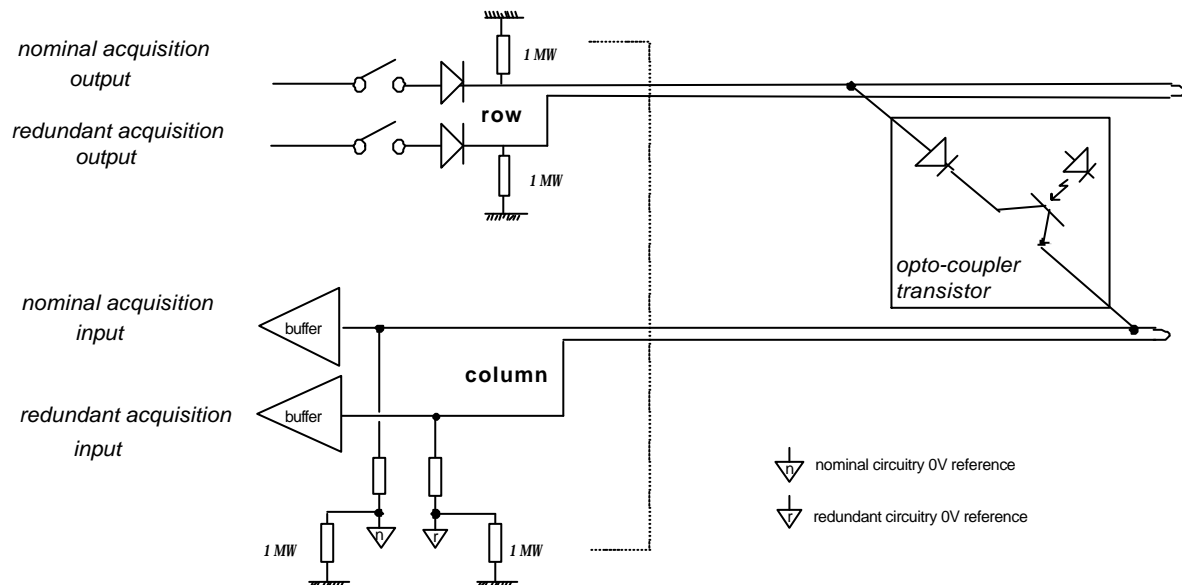 nominal acquisition
output
1 MW
row
redundant acquisition
output
1 MW
opto-coupler
transistor
nominal acquisition
input
buffer
column
redundant acquisition
input
buffer
n nominal circuitry 0V reference
r redundant circuitry 0V reference
n
r
1 MW
1 MW